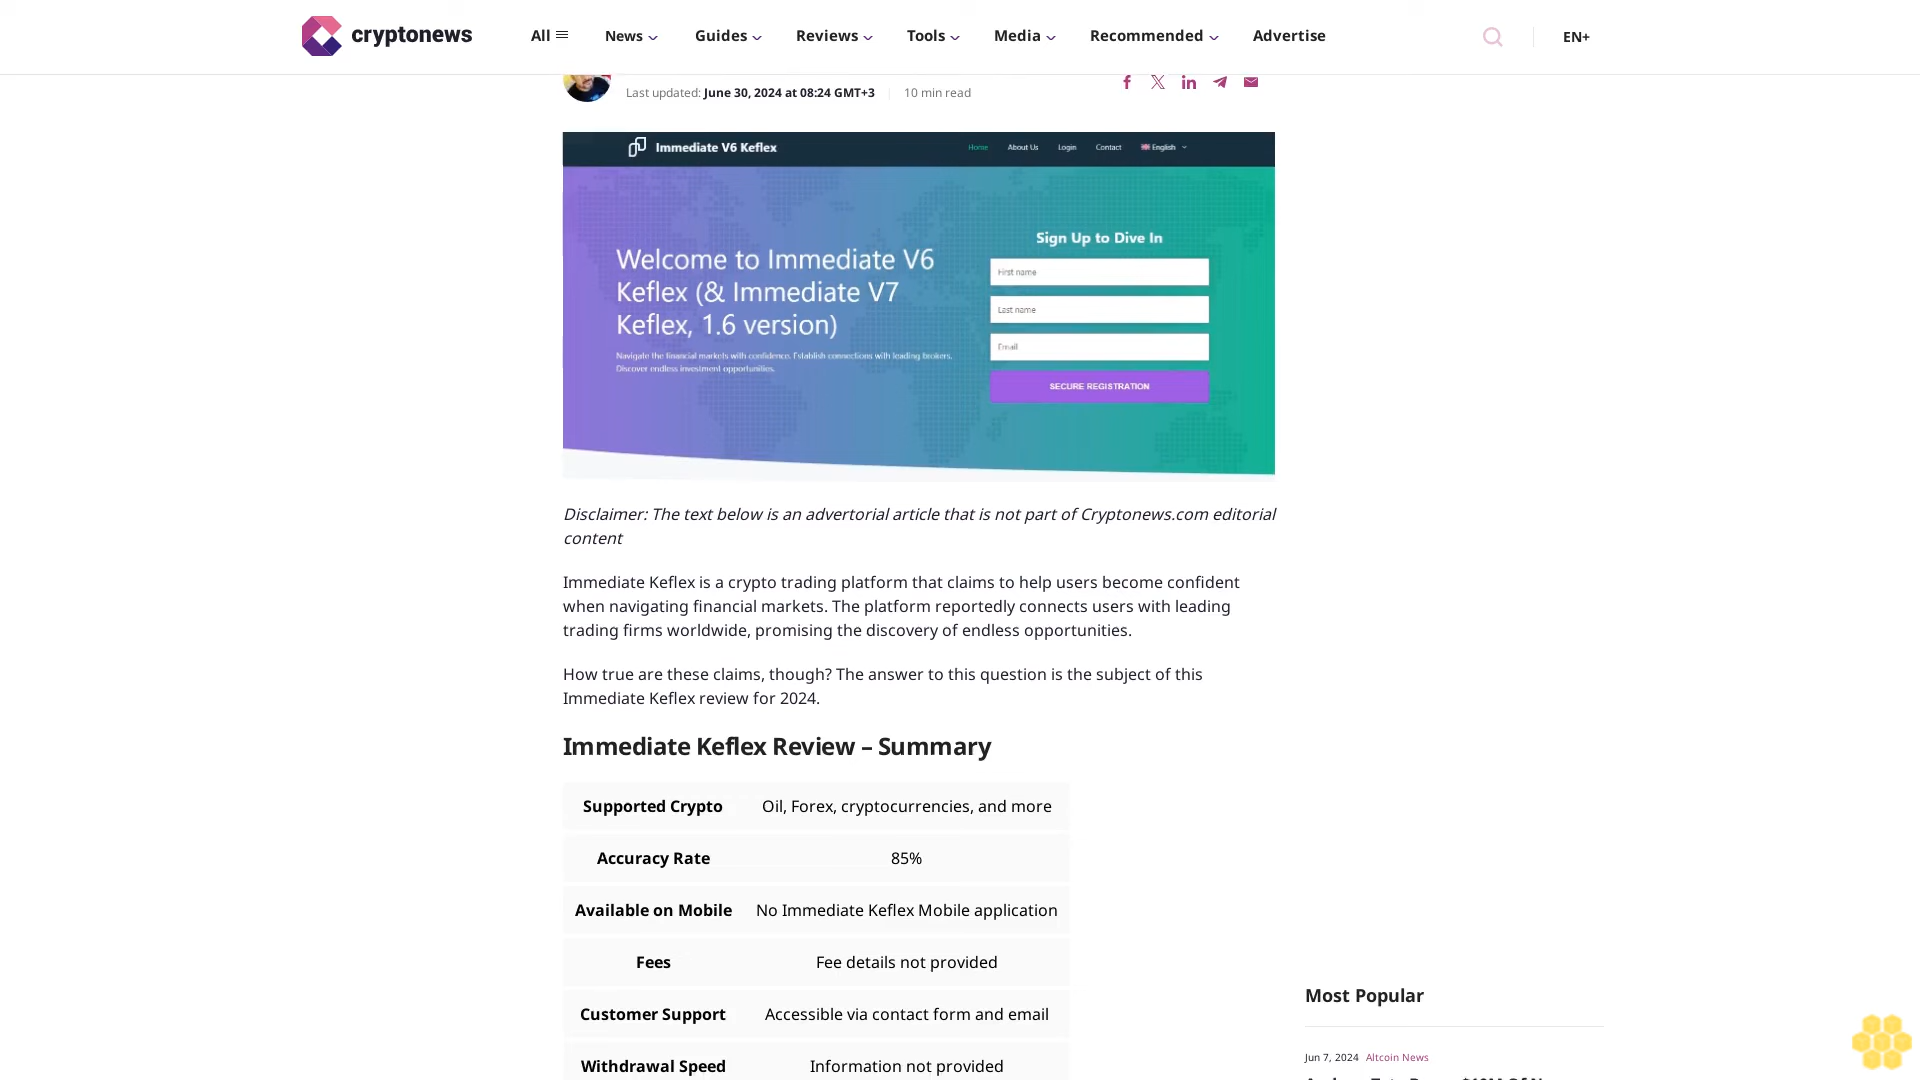 cryptonews
All
News
Guides
Reviews
Tools
Media
Recommended
Advertise
EN+
Last updated: June 30, 2024 at 08:24 GMT+3
10 min read
Immediate V6 Keflex
Home
About Us
Login
Contact
English
Welcome to Immediate V6
Keflex (& Immediate V7
Keflex, 1.6 version)
Navigate the financial markets with confidence. Establish connections with leading brokers.
Discover endless investment opportunities.
Sign Up to Dive In
First name
Last name
Email
SECURE REGISTRATION
Disclaimer: The text below is an advertorial article that is not part of Cryptonews.com editorial
content
Immediate Keflex is a crypto trading platform that claims to help users become confident
when navigating financial markets. The platform reportedly connects users with leading
trading firms worldwide, promising the discovery of endless opportunities.
How true are these claims, though? The answer to this question is the subject of this
Immediate Keflex review for 2024.
Immediate Keflex Review – Summary
Supported Crypto Oil, Forex, cryptocurrencies, and more
Accuracy Rate 85%
Available on Mobile No Immediate Keflex Mobile application
Fees Fee details not provided
Customer Support Accessible via contact form and email
Withdrawal Speed Information not provided
Most Popular
Jun 7, 2024 Altcoin News